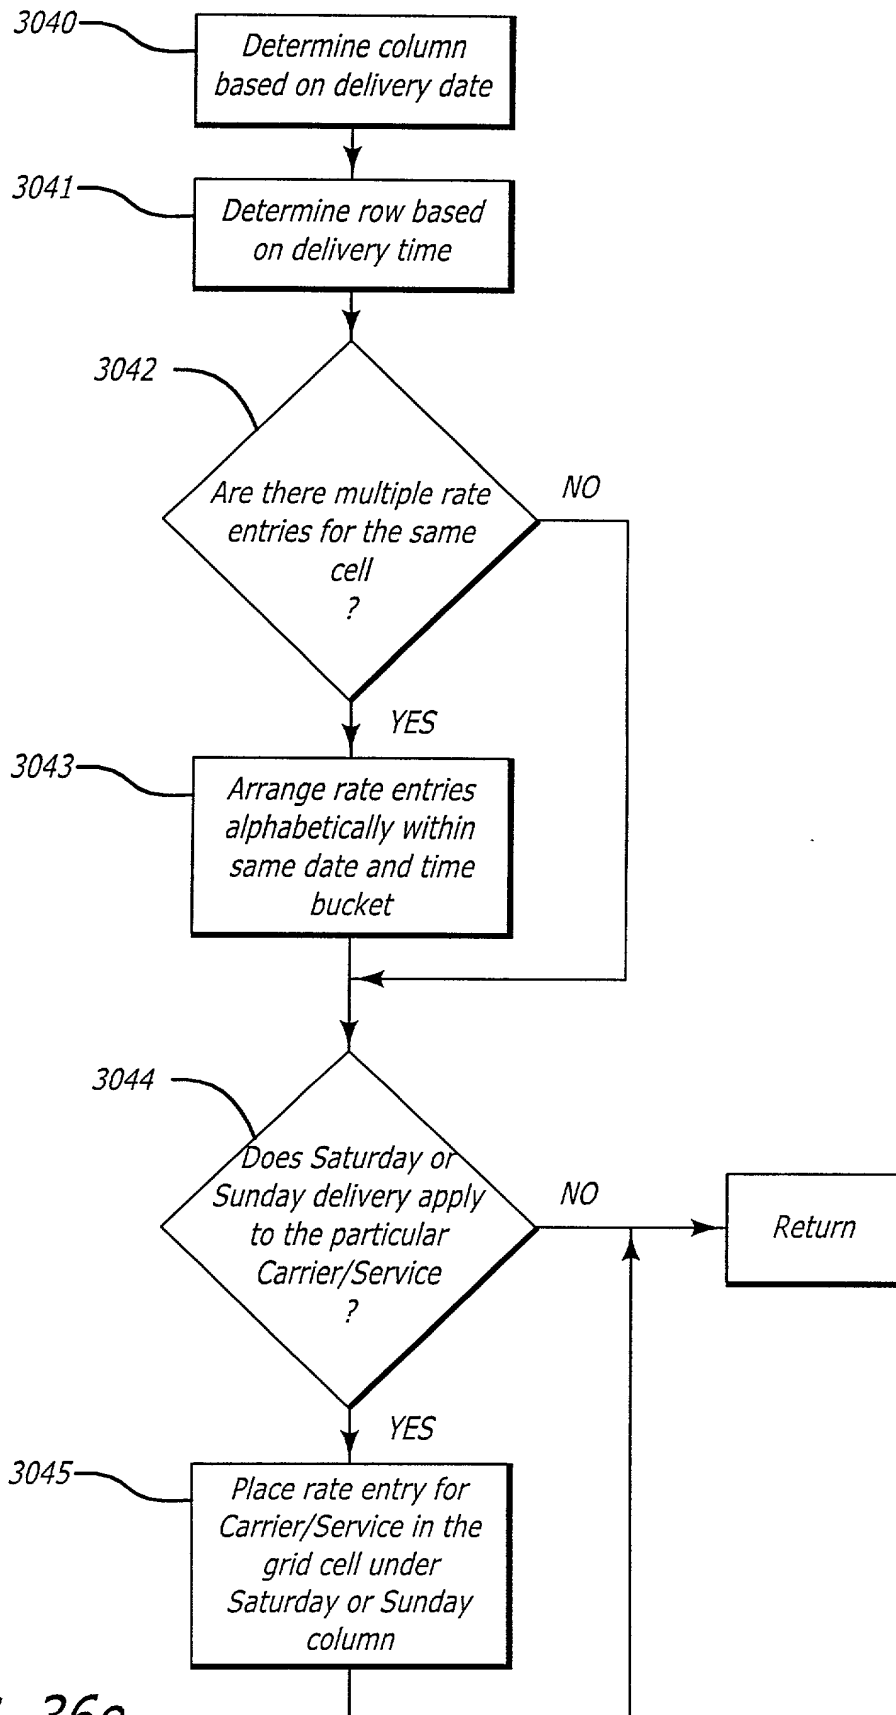 3040
Determine column
based on delivery date
3041
Determine row based
on delivery time
3042
Are there multiple rate
entries for the same
cell
?
NO
YES
3043
Arrange rate entries
alphabetically within
same date and time
bucket
3044
Does Saturday or
Sunday delivery apply
to the particular
Carrier/Service
?
NO
Return
YES
3045
Place rate entry for
Carrier/Service in the
grid cell under
Saturday or Sunday
column